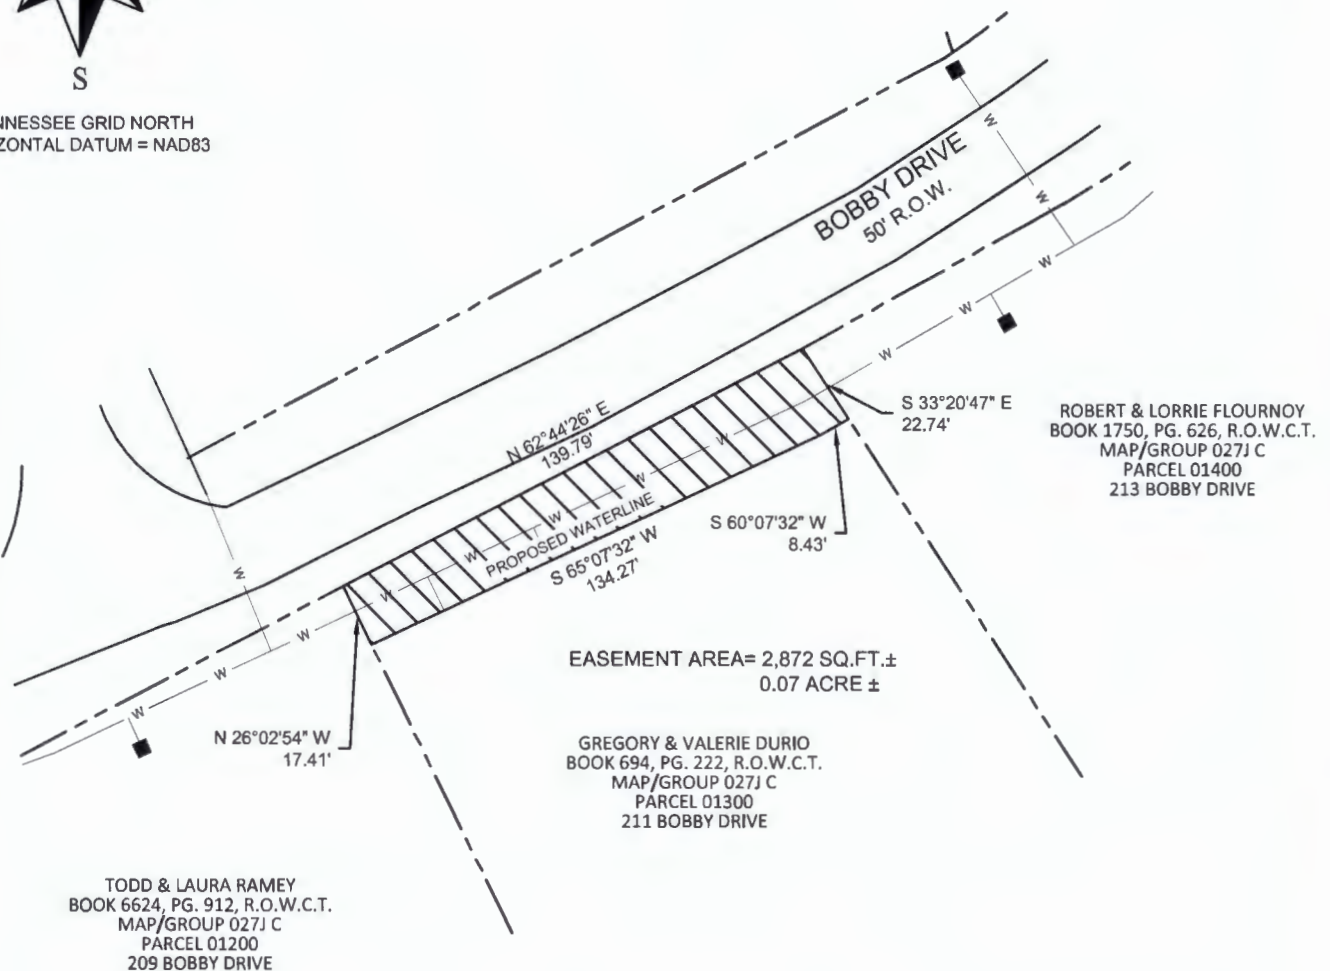 S
NNESSEE GRID NORTH
ZONTAL DATUM = NAD83
BOBBY DRIVE
50' R.O.W.
W
W
W
W
W
W
N 62°44'26" E
139.79'
S 33°20'47" E
22.74'
ROBERT & LORRIE FLOURNOY
BOOK 1750, PG. 626, R.O.W.C.T.
MAP/GROUP 027J C
PARCEL 01400
213 BOBBY DRIVE
W
W
W
W
PROPOSED WATERLINE
S 65°07'32" W
134.27'
S 60°07'32" W
8.43'
W
W
W
W
W
EASEMENT AREA= 2,872 SQ.FT.±
0.07 ACRE ±
N 26°02'54" W
17.41'
GREGORY & VALERIE DURIO
BOOK 694, PG. 222, R.O.W.C.T.
MAP/GROUP 027J C
PARCEL 01300
211 BOBBY DRIVE
TODD & LAURA RAMEY
BOOK 6624, PG. 912, R.O.W.C.T.
MAP/GROUP 027J C
PARCEL 01200
209 BOBBY DRIVE